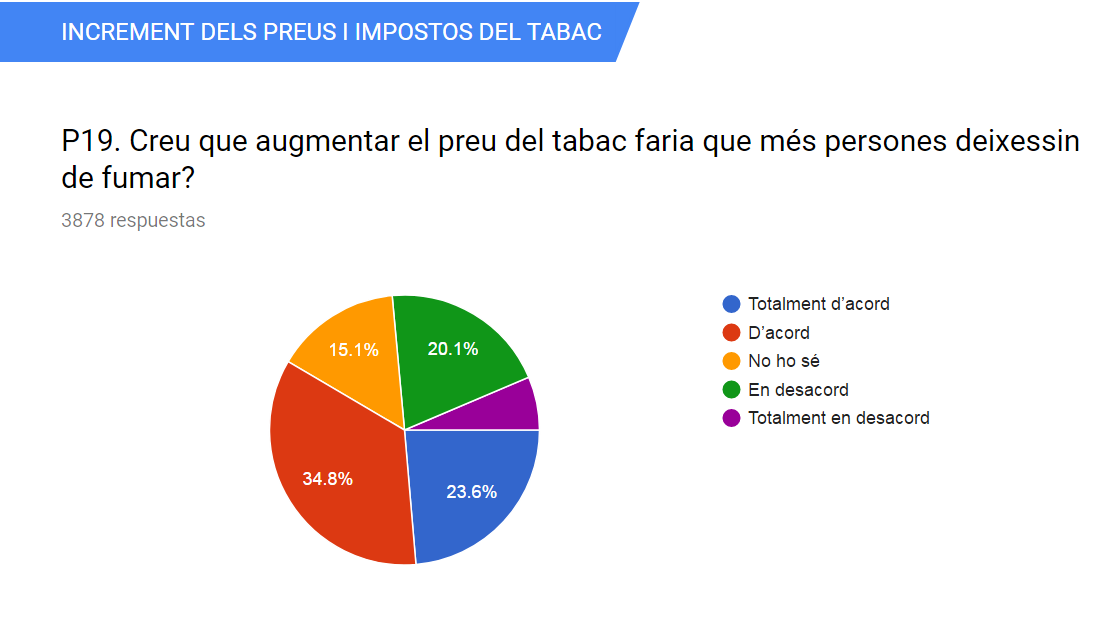 INCREMENT DELS PREUS I IMPOSTOS DEL TABAC
P19. Creu que augmentar el preu del tabac faria que més persones deixessin
de fumar?
3878 respuestas
15.1%
20.1%
34.8%
23.6%
Totalment d’acord
D’acord
No ho sé
En desacord
Totalment en desacord